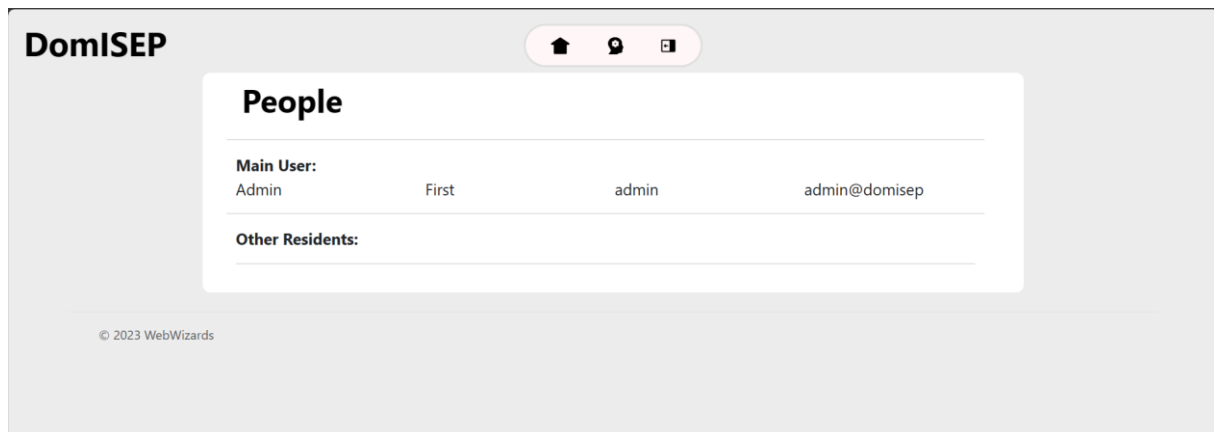 DomISEP
People
Main User:
Admin First admin admin@domisep
Other Residents:
© 2023 WebWizards